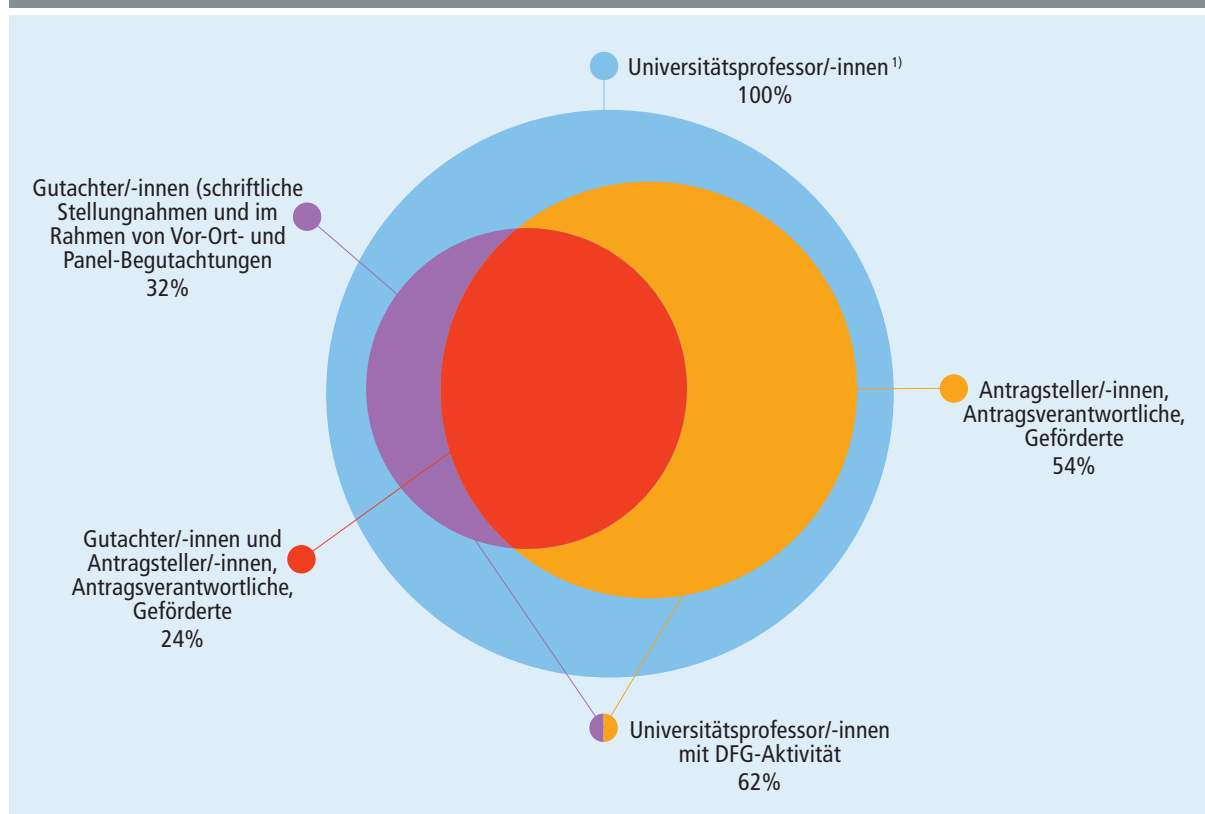 Universitätsprofessor/-innen 1)
100%
Gutachter/-innen (schriftliche
Stellungnahmen und im
Rahmen von Vor-Ort- und
Panel-Begutachtungen
32%
Antragsteller/-innen,
Antragsverantwortliche,
Geförderte
54%
Gutachter/-innen und
Antragsteller/-innen,
Antragsverantwortliche,
Geförderte
24%
Universitätsprofessor/-innen
mit DFG-Aktivität
62%